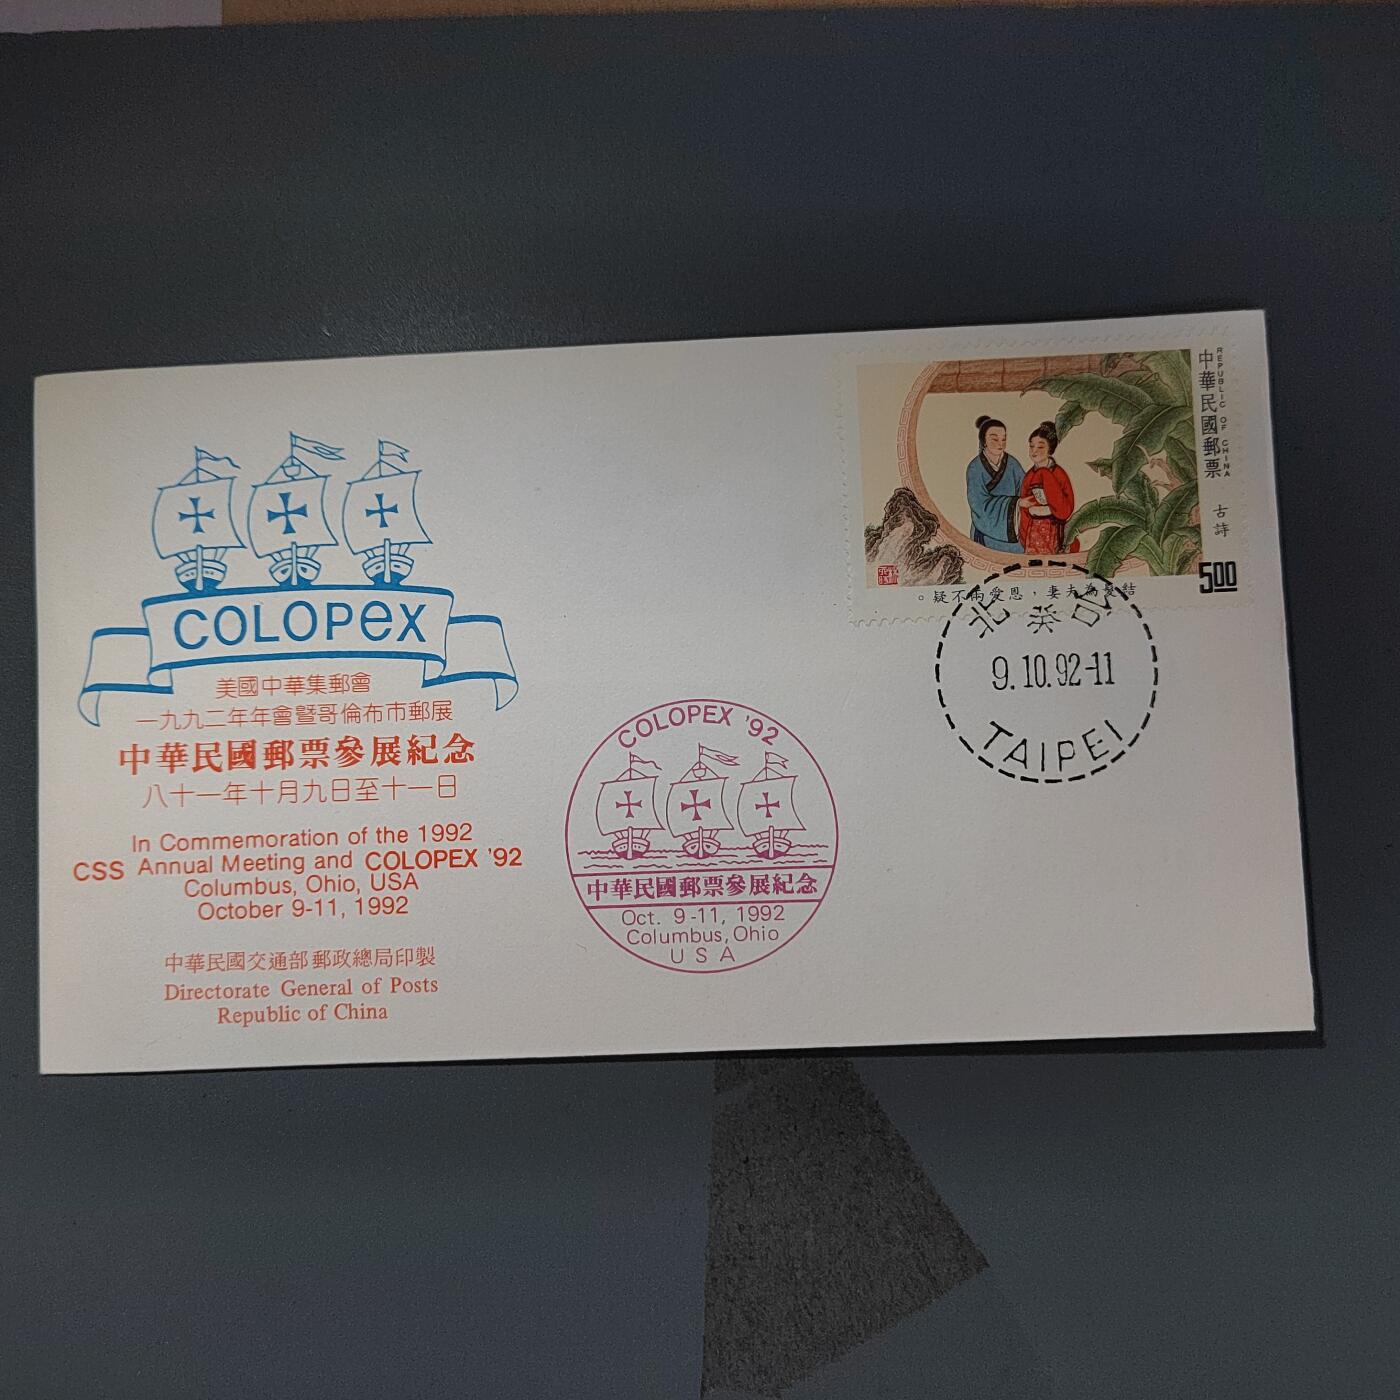 COLOPEX
美國中華集郵會
一九九二年年會暨哥倫布市郵展
中華民國郵票參展紀念
八十一年十月九日至十一日
In Commemoration of the 1992
CSS Annual Meeting and COLOPEX '92
Columbus, Ohio, USA
October 9-11, 1992
中華民國交通部郵政總局印製
Directorate General of Posts
Republic of China
COLOPEX '92
中華民國郵票參展紀念
Oct. 9-11, 1992
Columbus, Ohio
USA
中華民國郵票
REPUBLIC OF CHINA
古詩
500
結髮為夫妻，恩愛兩不疑。
9.10.92-11
TAIPEI